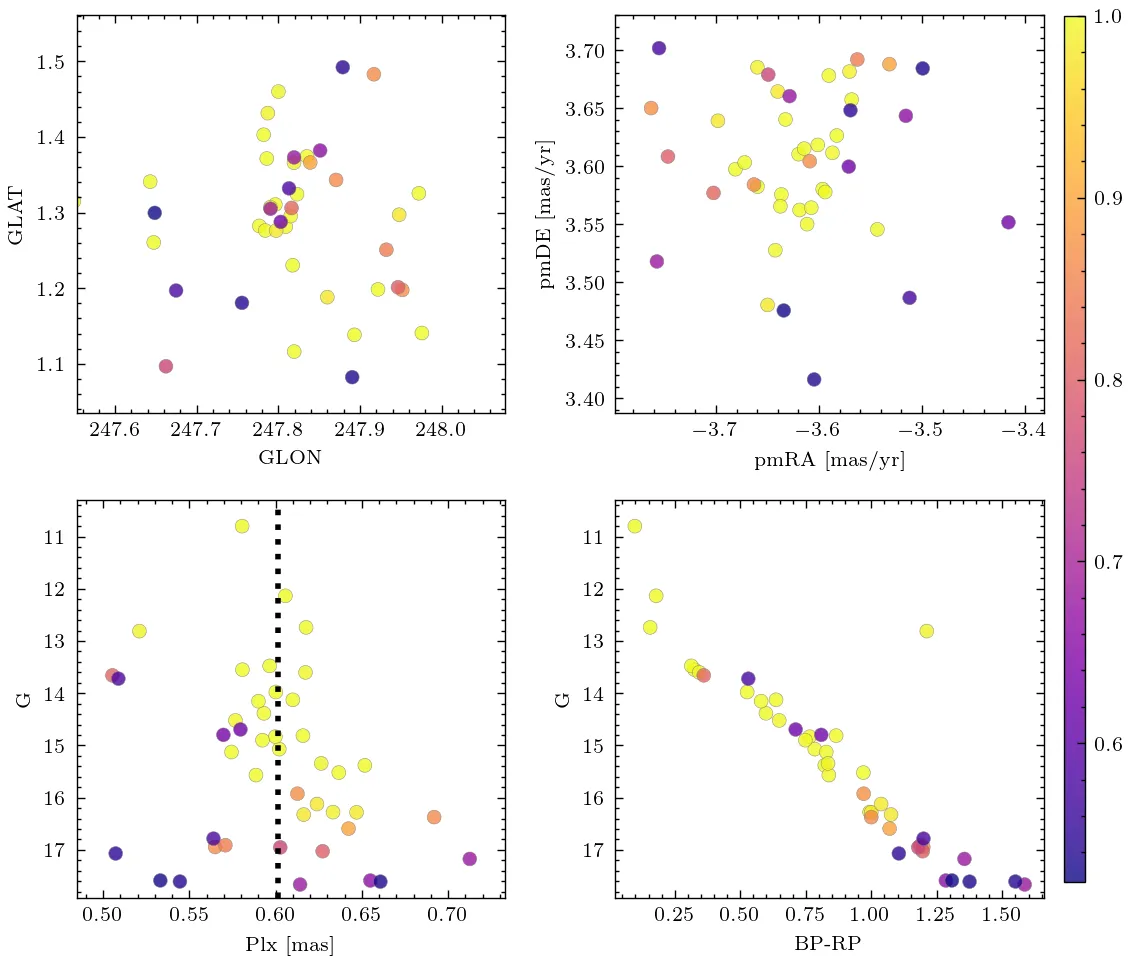 1.5
1.4
1.3
1.2
1.1
GLAT
247.6 247.7 247.8 247.9 248.0
GLON
3.70
3.65
3.60
3.55
3.50
3.45
3.40
pmDE [mas/yr]
−3.7 −3.6 −3.5 −3.4
pmRA [mas/yr]
1.0
0.9
0.8
0.7
0.6
11
12
13
14
15
16
17
G
0.50 0.55 0.60 0.65 0.70
Plx [mas]
11
12
13
14
15
16
17
G
0.25 0.50 0.75 1.00 1.25 1.50
BP-RP